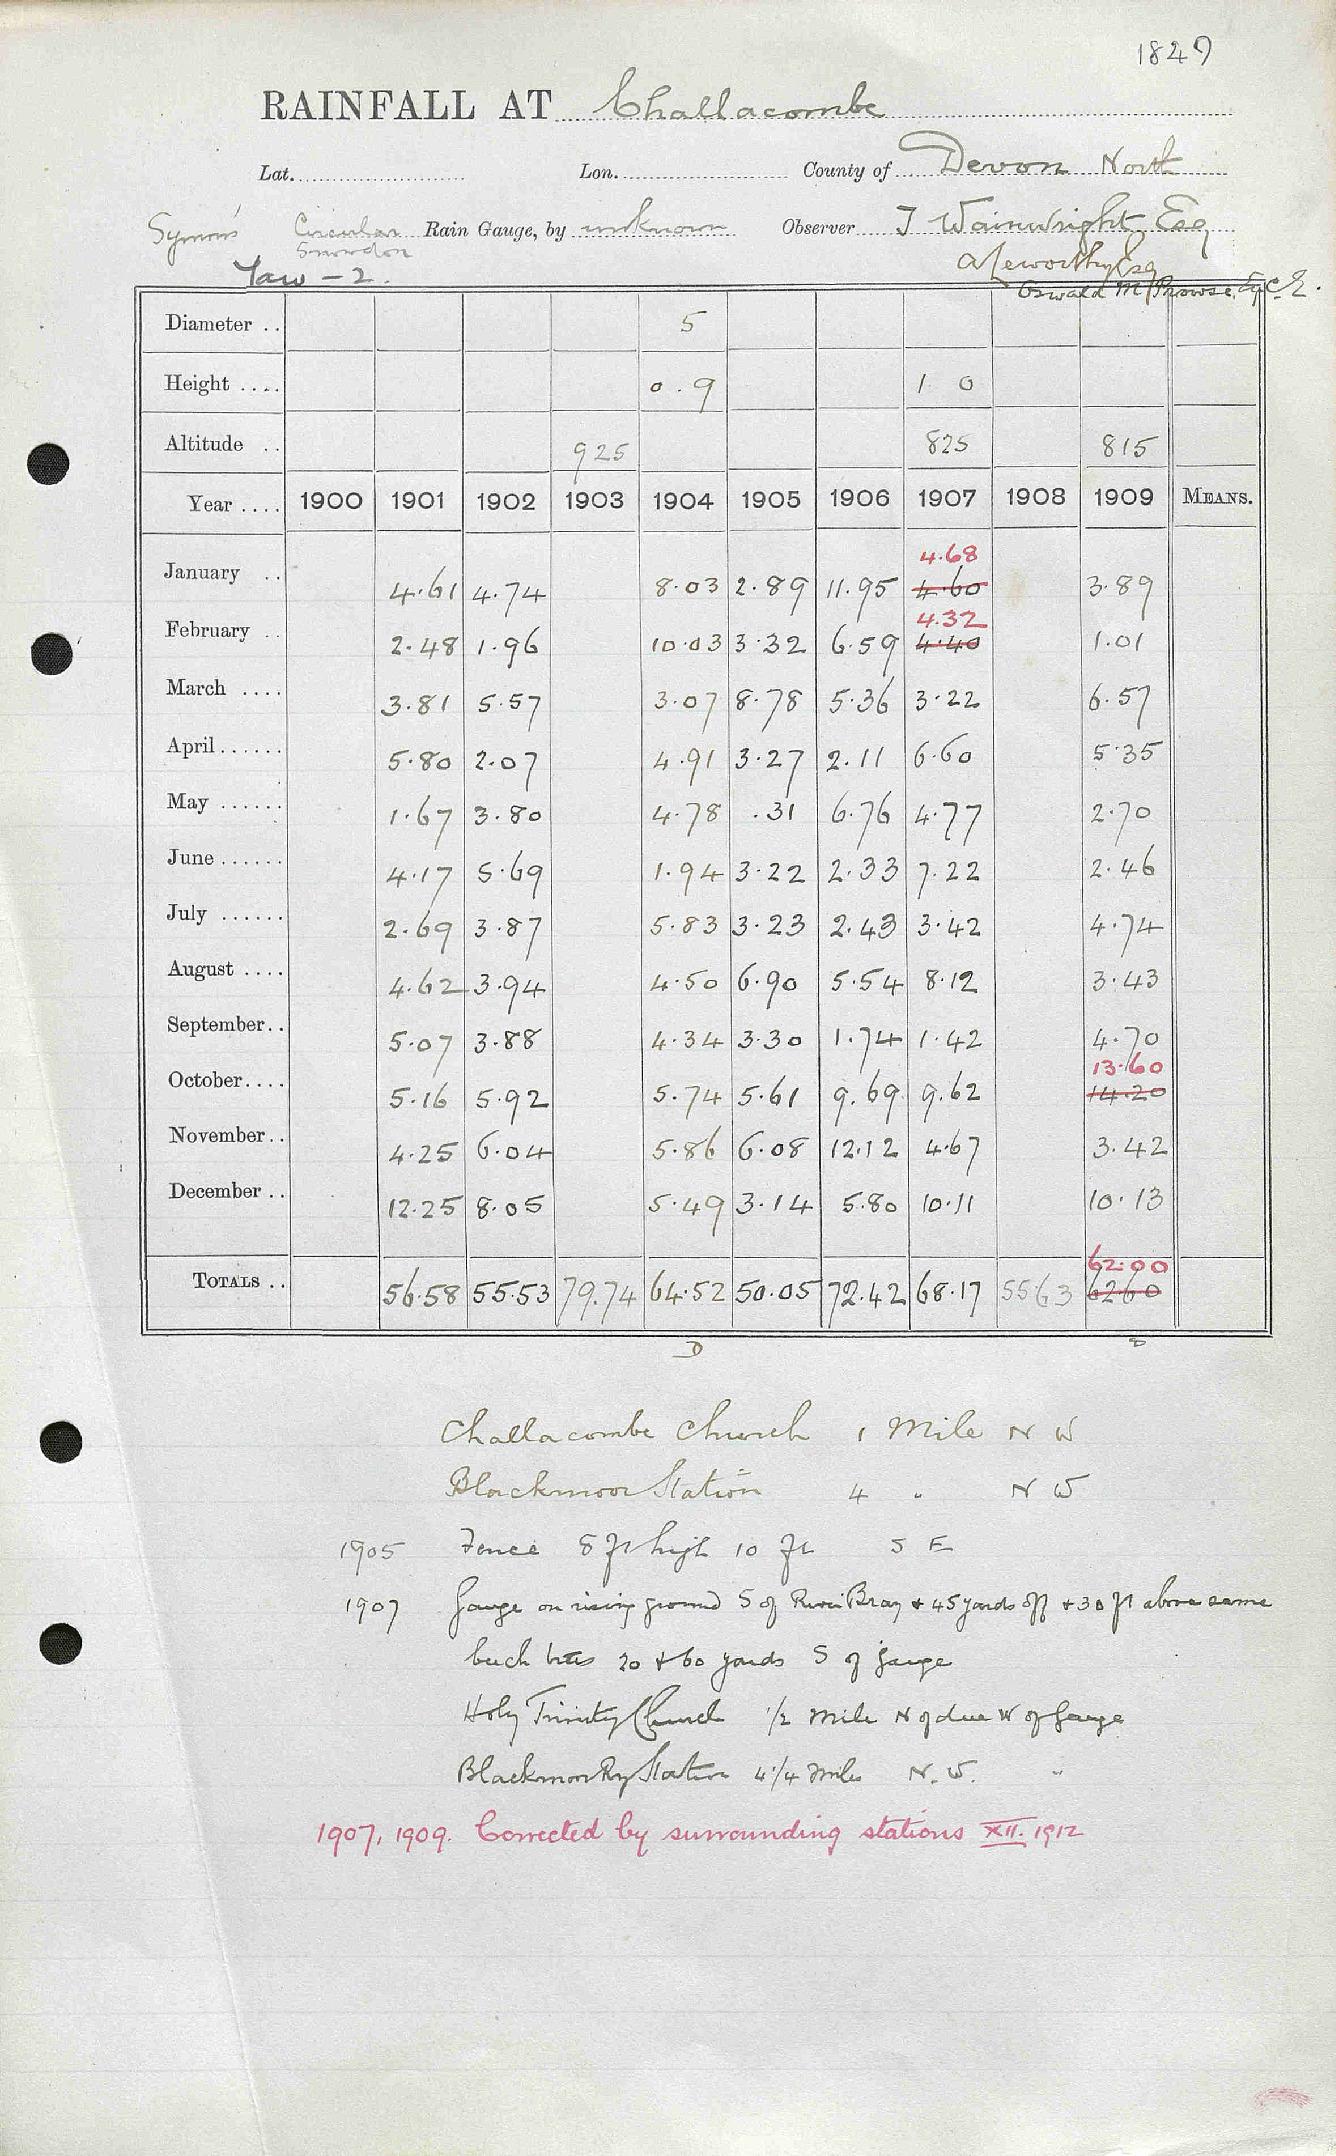 1849
RAINFALL AT Challacombe
Lat. Lon. County of Devon North
Symons Circular Rain Gauge, by unknown Observer J Wainwright Esq
Snowdon
Taw - 2.
Oswald M Prowse, Esq C.E.
Diameter .. 5
Height .... 0.9 1 0
Altitude .. 925 825 815
Year .... 1900 1901 1902 1903 1904 1905 1906 1907 1908 1909 MEANS.
4.68
January .. 4.61 4.74 8.03 2.89 11.95 4.60 3.89
4.32
February .. 2.48 1.96 10.03 3.32 6.59 4.40 1.01
March .... 3.81 5.57 3.07 8.78 5.36 3.22 6.57
April ...... 5.80 2.07 4.91 3.27 2.11 6.60 5.35
May ...... 1.67 3.80 4.78 .31 6.76 4.77 2.70
June ...... 4.17 5.69 1.94 3.22 2.33 7.22 2.46
July ...... 2.69 3.87 5.83 3.23 2.43 3.42 4.74
August .... 4.62 3.94 4.50 6.90 5.54 8.12 3.43
September.. 5.07 3.88 4.34 3.30 1.74 1.42 4.70
13.60
October.... 5.16 5.92 5.74 5.61 9.69 9.62 14.20
November.. 4.25 6.04 5.86 6.08 12.12 4.67 3.42
December .. 12.25 8.05 5.49 3.14 5.80 10.11 10.13
62.00
TOTALS .. 56.58 55.53 79.74 64.52 50.05 72.42 68.17 55 63 62 60
D
Challacombe Church 1 Mile N W
Blackmoor Station 4 " N W
1905 Fence 8 ft high 10 ft S E
1907 Gauge on rising ground S of River Bray & 45 yards off & 30 ft above same
beech trees 20 & 60 yards S of gauge
Holy Trinity Church 1/2 Mile N of due W of Gauge
Blackmoor Ry Station 4 1/4 Miles N. W. "
1907, 1909. Corrected by surrounding stations XII. 1912